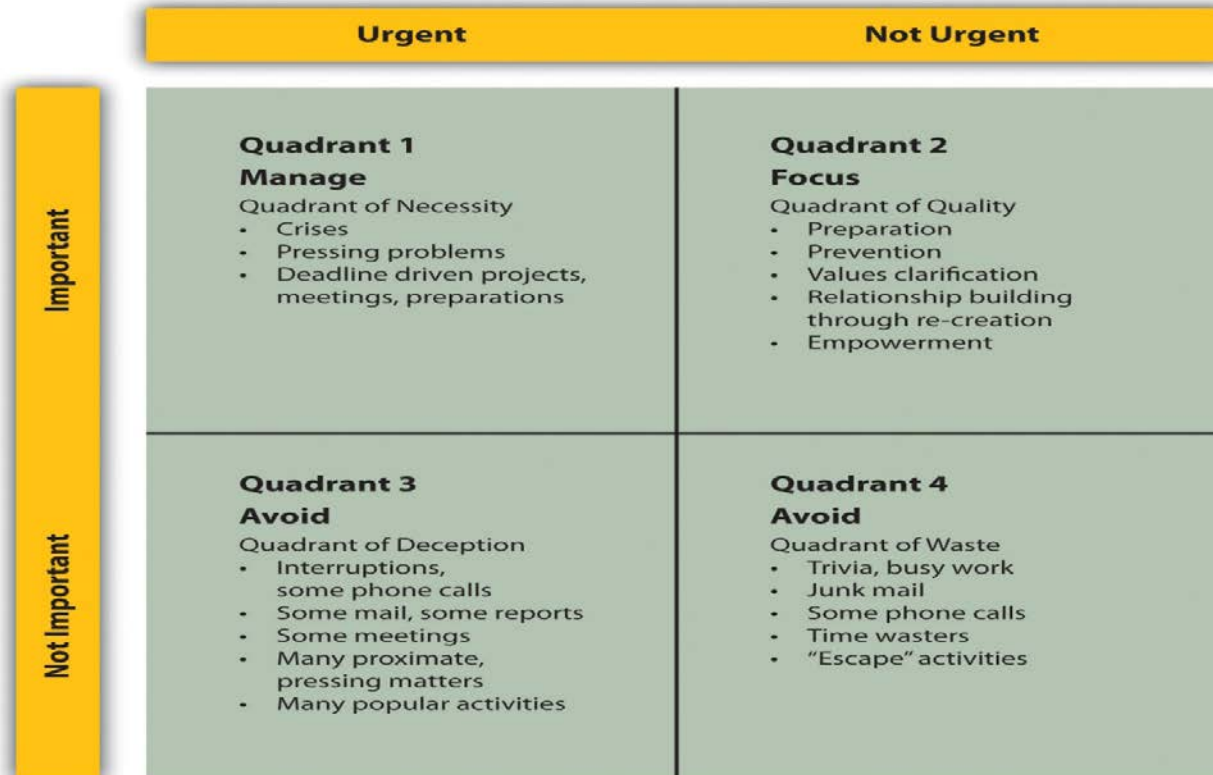 Urgent
Not Urgent
Important
Quadrant 1
Manage
Quadrant of Necessity
• Crises
• Pressing problems
• Deadline driven projects,
meetings, preparations
Quadrant 2
Focus
Quadrant of Quality
• Preparation
• Prevention
• Values clarification
• Relationship building
through re-creation
• Empowerment
Not Important
Quadrant 3
Avoid
Quadrant of Deception
• Interruptions,
some phone calls
• Some mail, some reports
• Some meetings
• Many proximate,
pressing matters
• Many popular activities
Quadrant 4
Avoid
Quadrant of Waste
• Trivia, busy work
• Junk mail
• Some phone calls
• Time wasters
• “Escape” activities